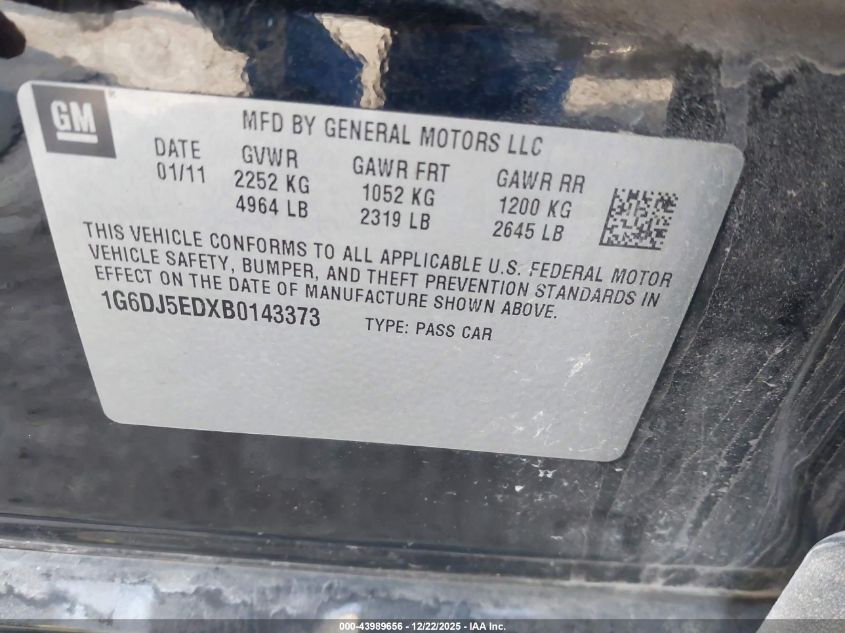 GM
MFD BY GENERAL MOTORS LLC
DATE GVWR GAWR FRT GAWR RR
01/11 2252 KG 1052 KG 1200 KG
4964 LB 2319 LB 2645 LB
THIS VEHICLE CONFORMS TO ALL APPLICABLE U.S. FEDERAL MOTOR
VEHICLE SAFETY, BUMPER, AND THEFT PREVENTION STANDARDS IN
EFFECT ON THE DATE OF MANUFACTURE SHOWN ABOVE.
1G6DJ5EDXB0143373 TYPE: PASS CAR
000-43989656 - 12/22/2025 - IAA Inc.